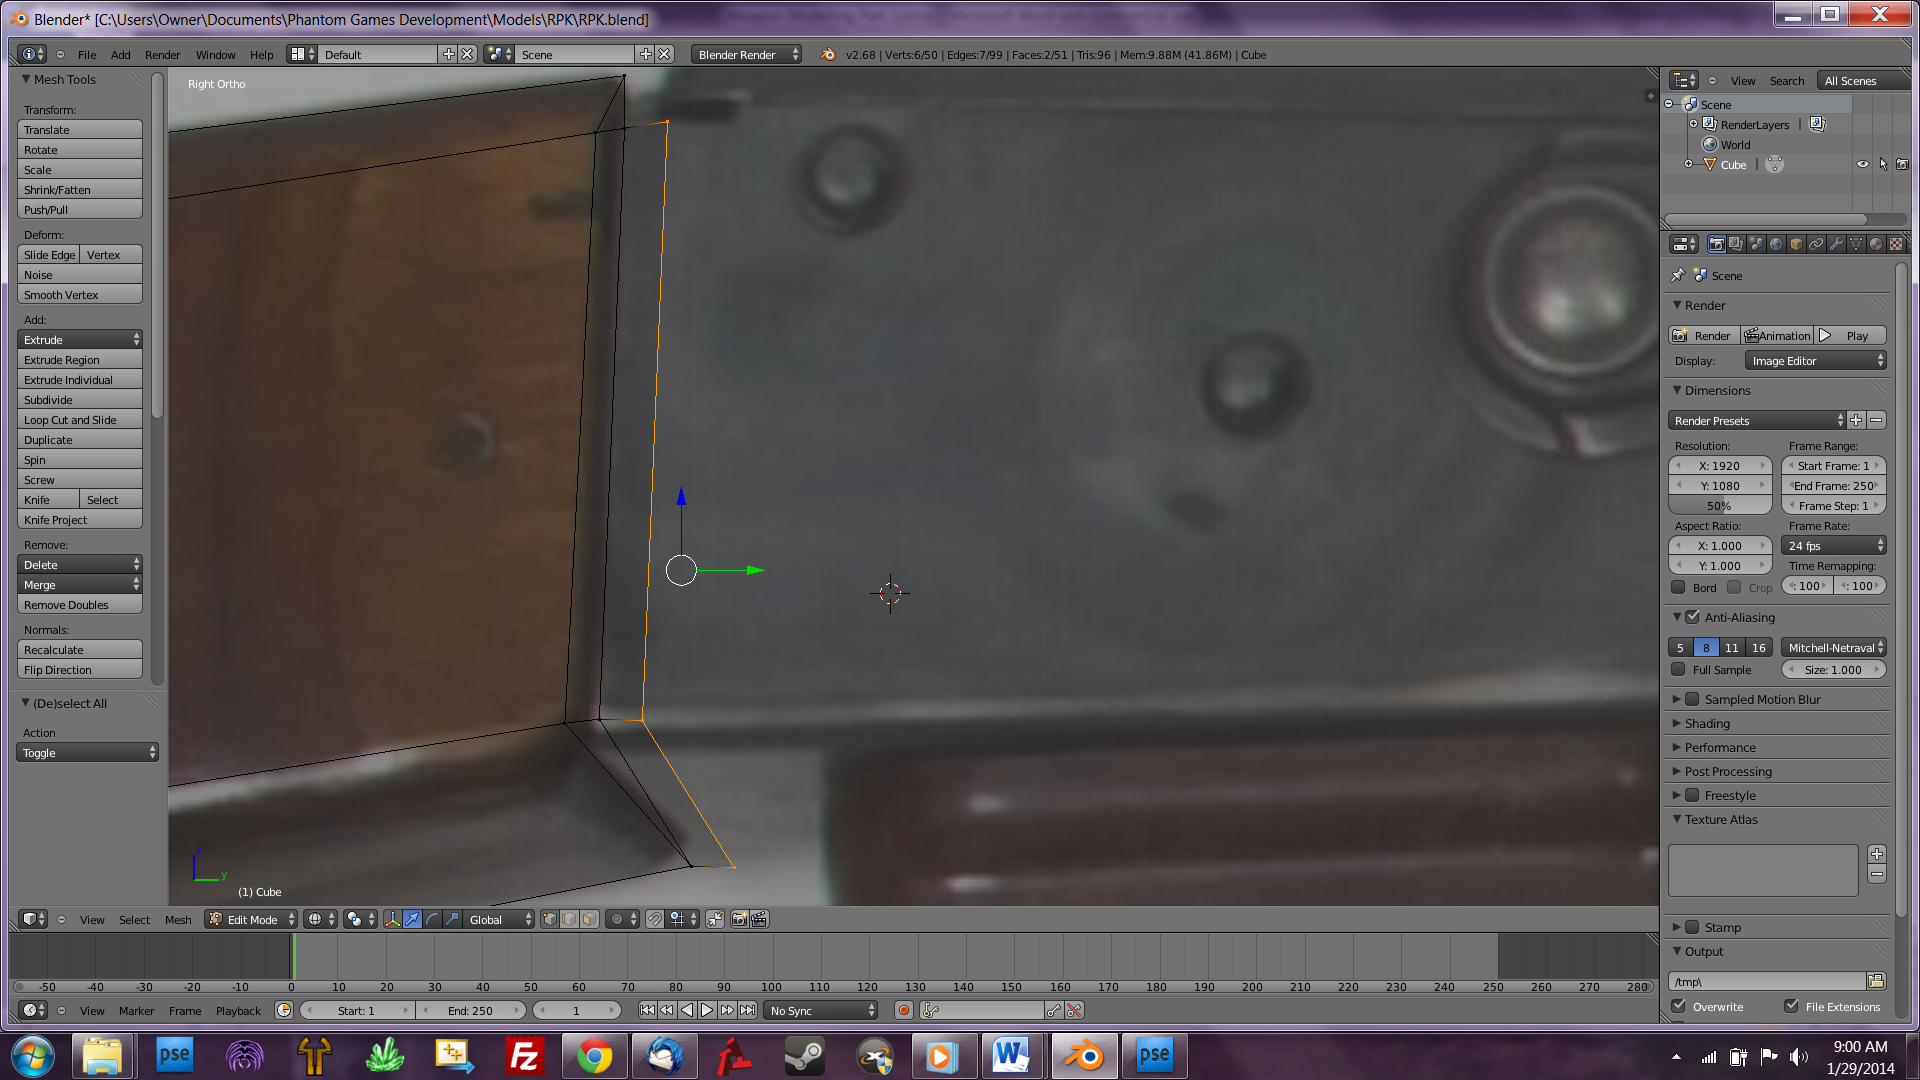 Blender* [C:\Users\Owner\Documents\Phantom Games Development\Models\RPK\RPK.blend]
File Add Render Window Help Default Scene Blender Render v2.68 | Verts:6/50 | Edges:7/99 | Faces:2/51 | Tris:96 | Mem:9.88M (41.86M) | Cube
Mesh Tools
Transform:
Translate
Rotate
Scale
Shrink/Fatten
Push/Pull
Deform:
Slide Edge Vertex
Noise
Smooth Vertex
Add:
Extrude
Extrude Region
Extrude Individual
Subdivide
Loop Cut and Slide
Duplicate
Spin
Screw
Knife Select
Knife Project
Remove:
Delete
Merge
Remove Doubles
Normals:
Recalculate
Flip Direction
(De)select All
Action
Toggle
Right Ortho
z
y
(1) Cube
View Search All Scenes
Scene
RenderLayers |
World
Cube |
Scene
Render
Render Animation Play
Display: Image Editor
Dimensions
Render Presets
Resolution: Frame Range:
X: 1920 Start Frame: 1
Y: 1080 End Frame: 250
50% Frame Step: 1
Aspect Ratio: Frame Rate:
X: 1.000 24 fps
Y: 1.000 Time Remapping:
Bord Crop : 100 : 100
Anti-Aliasing
5 8 11 16 Mitchell-Netraval
Full Sample Size: 1.000
Sampled Motion Blur
Shading
Performance
Post Processing
Freestyle
Texture Atlas
Stamp
Output
/tmp\
Overwrite File Extensions
View Select Mesh Edit Mode Global
-50 -40 -30 -20 -10 0 10 20 30 40 50 60 70 80 90 100 110 120 130 140 150 160 170 180 190 200 210 220 230 240 250 260 270 280
View Marker Frame Playback Start: 1 End: 250 1 No Sync
pse Fz W pse
9:00 AM
1/29/2014